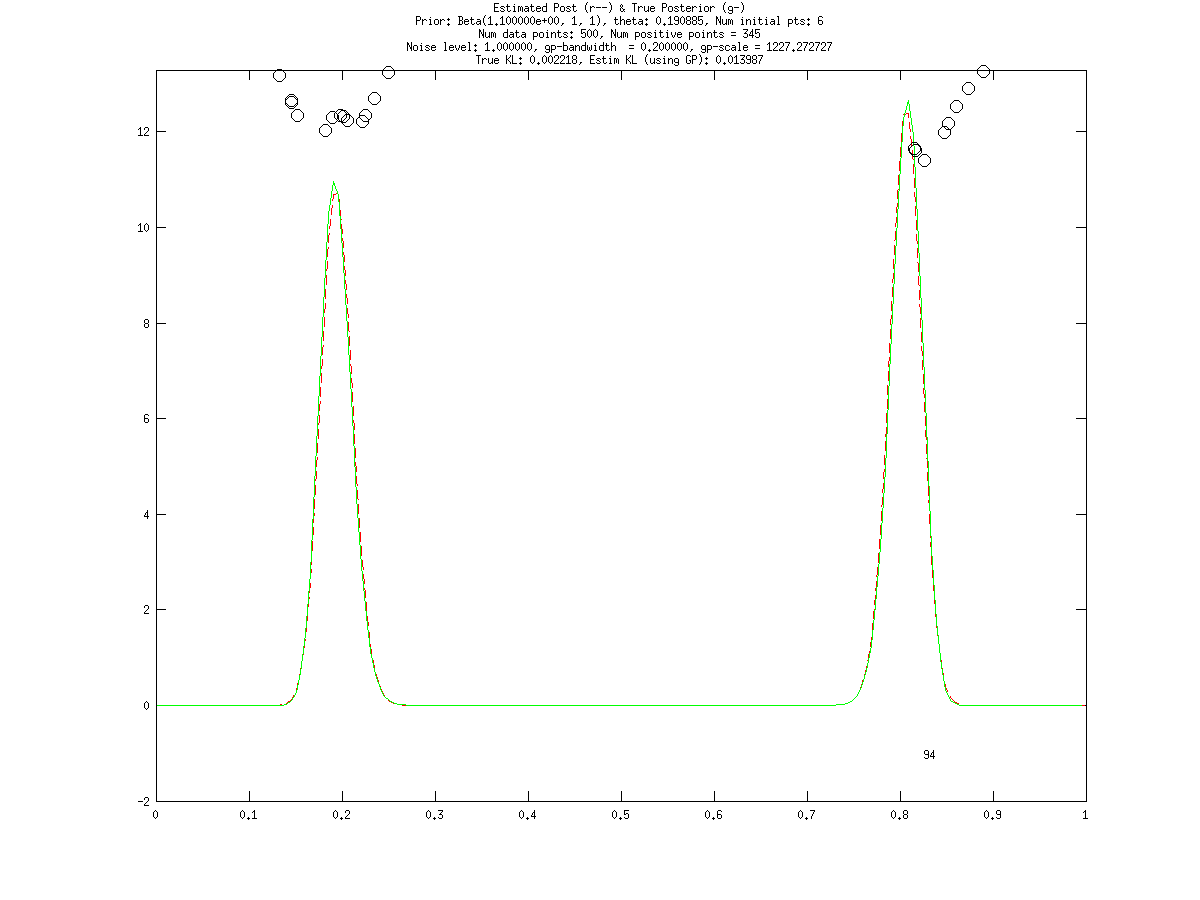 Estimated Post (r--) & True Posterior (g-)
Prior: Beta(1.100000e+00, 1, 1), theta: 0.190885, Num initial pts: 6
Num data points: 500, Num positive points = 345
Noise level: 1.000000, gp-bandwidth  = 0.200000, gp-scale = 1227.272727
True KL: 0.002218, Estim KL (using GP): 0.013987
12
10
8
6
4
2
0
94
-2
0 0.1 0.2 0.3 0.4 0.5 0.6 0.7 0.8 0.9 1